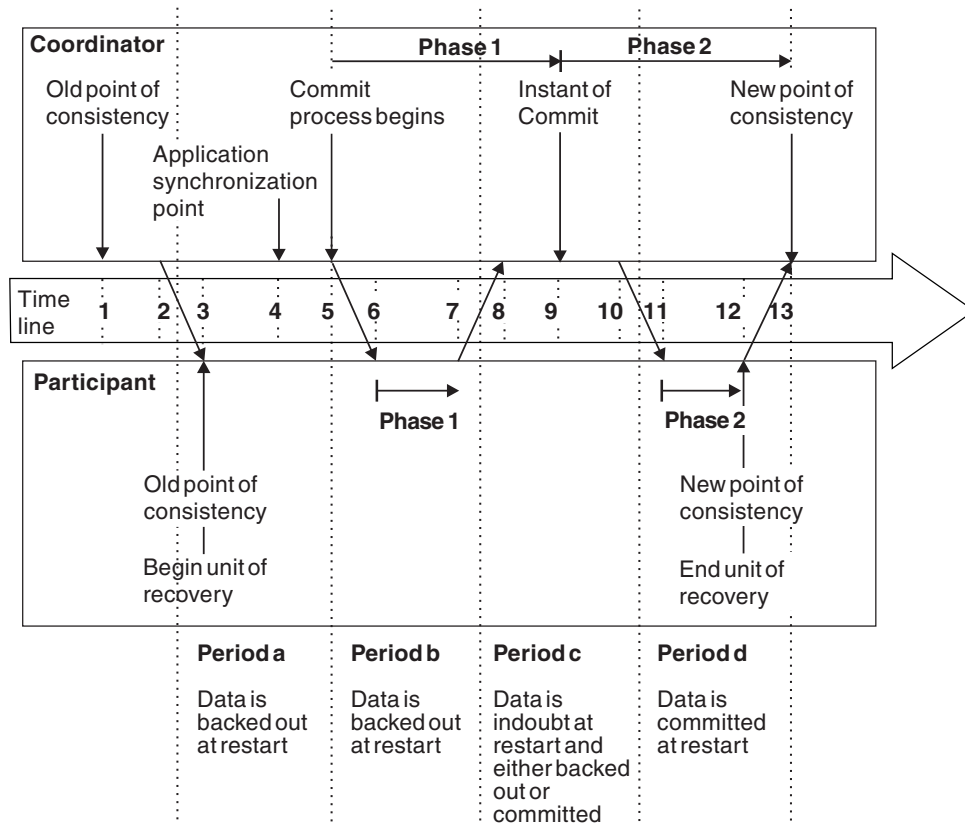 Coordinator
Phase 1
Phase 2
Old point of
consistency
Commit
process begins
Instant of
Commit
New point of
consistency
Application
synchronization
point
Time
line
1 2 3 4 5 6 7 8 9 10 11 12 13
Participant
Phase 1
Phase 2
Old point of
consistency
Begin unit of
recovery
New point of
consistency
End unit of
recovery
Period a
Data is
backed out
at restart
Period b
Data is
backed out
at restart
Period c
Data is
indoubt at
restart and
either backed
out or
committed
Period d
Data is
committed
at restart